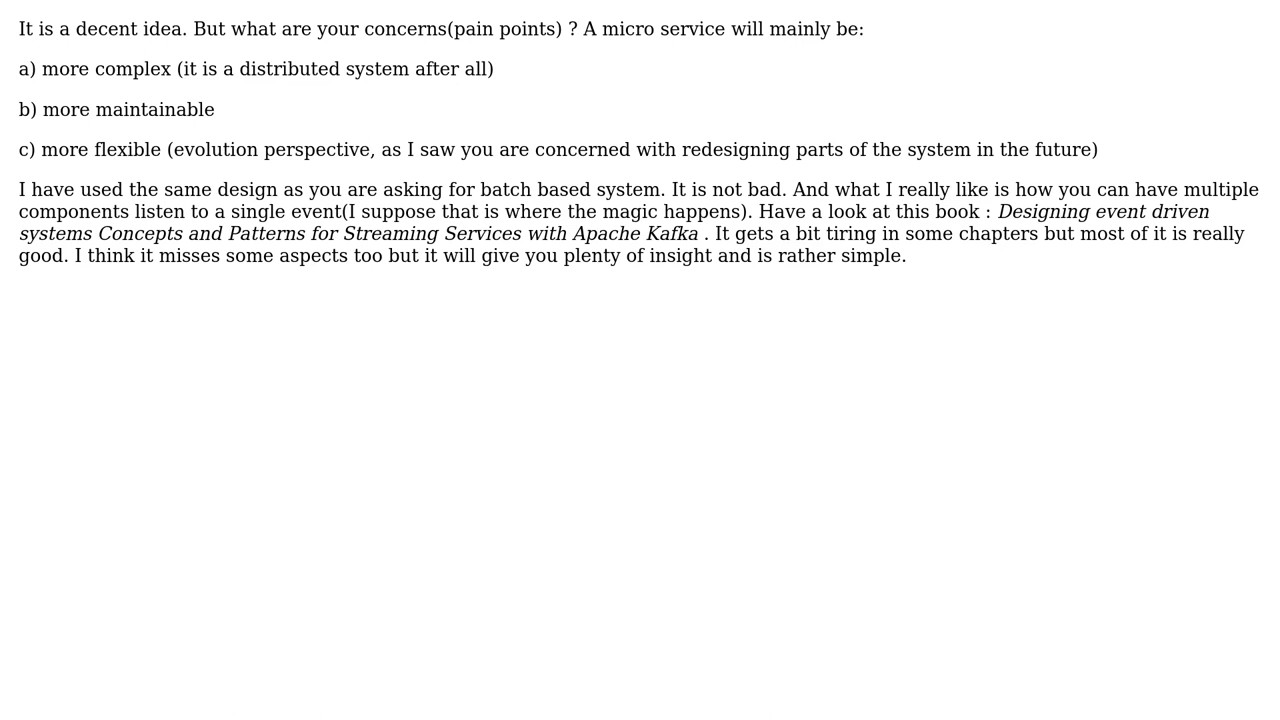 It is a decent idea. But what are your concerns(pain points) ? A micro service will mainly be:
a) more complex (it is a distributed system after all)
b) more maintainable
c) more flexible (evolution perspective, as I saw you are concerned with redesigning parts of the system in the future)
I have used the same design as you are asking for batch based system. It is not bad. And what I really like is how you can have multiple
components listen to a single event(I suppose that is where the magic happens). Have a look at this book : Designing event driven
systems Concepts and Patterns for Streaming Services with Apache Kafka . It gets a bit tiring in some chapters but most of it is really
good. I think it misses some aspects too but it will give you plenty of insight and is rather simple.